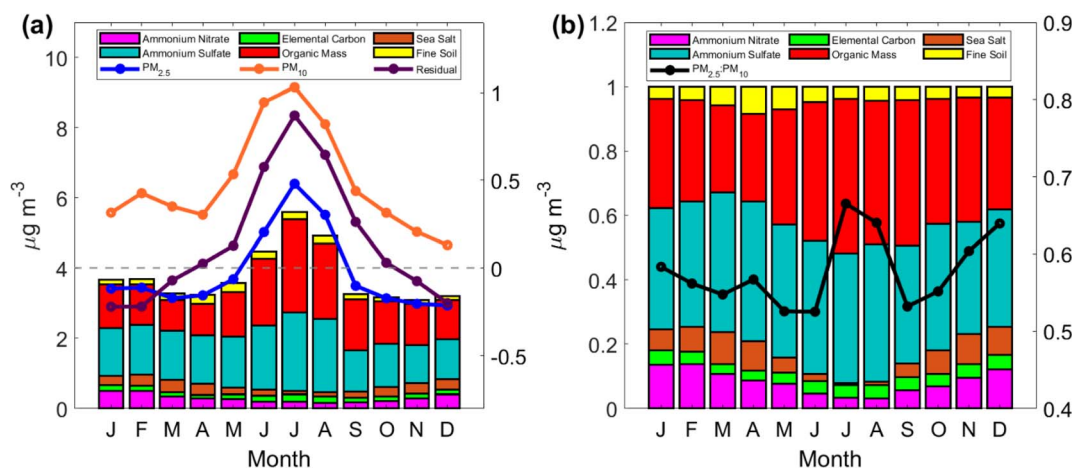 (a)
Ammonium Nitrate Elemental Carbon Sea Salt
Ammonium Sulfate Organic Mass Fine Soil
PM2.5 PM10 Residual
10
8
6
4
2
0
μg m-3
1
0.5
0
-0.5
J F M A M J J A S O N D
Month
(b)
Ammonium Nitrate Elemental Carbon Sea Salt
Ammonium Sulfate Organic Mass Fine Soil
PM2.5:PM10
1.2
1
0.8
0.6
0.4
0.2
0
μg m-3
0.9
0.8
0.7
0.6
0.5
0.4
J F M A M J J A S O N D
Month